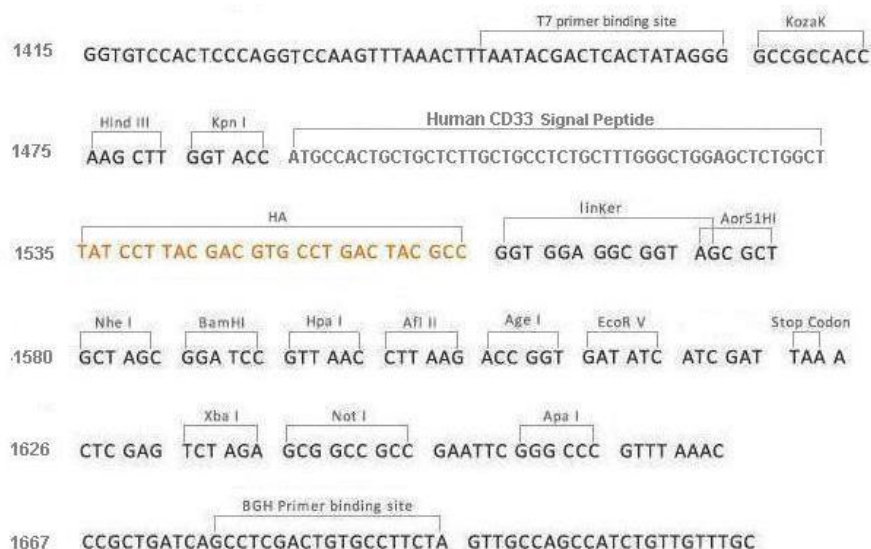 T7 primer binding site KozaK
1415 GGTGTCCACTCCCAGGTCCAAGTTTAAACTTTAATACGACTCACTATAGGG GCCGCCACC
Hind III Kpn I Human CD33 Signal Peptide
1475 AAG CTT GGT ACC ATGCCACTGCTGCTCTTGCTGCCTCTGCTTTGGGCTGGAGCTCTGGCT
HA linKer Aor51HI
1535 TAT CCT TAC GAC GTG CCT GAC TAC GCC GGT GGA GGC GGT AGC GCT
Nhe I BamHI Hpa I Afl II Age I EcoR V Stop Codon
1580 GCT AGC GGA TCC GTT AAC CTT AAG ACC GGT GAT ATC ATC GAT TAA A
Xba I Not I Apa I
1626 CTC GAG TCT AGA GCG GCC GCC GAATTC GGG CCC GTTT AAAC
BGH Primer binding site
1667 CCGCTGATCAGCCTCGACTGTGCCTTCTA GTTGCCAGCCATCTGTTGTTTGC